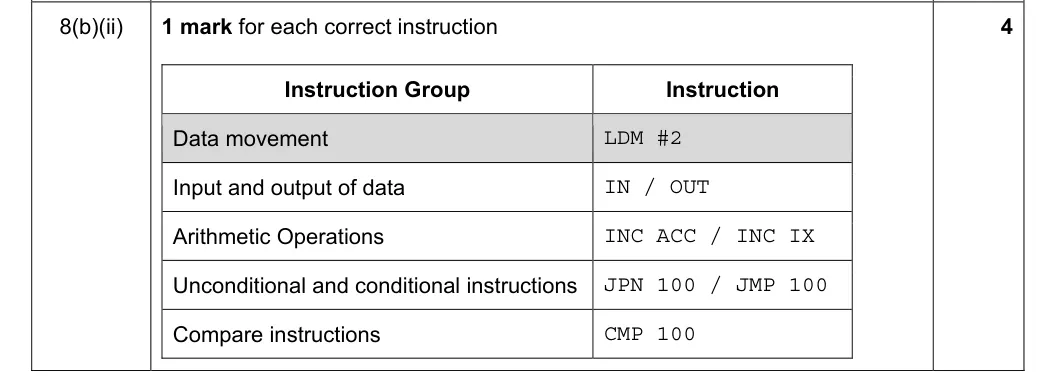 8(b)(ii) 1 mark for each correct instruction 4
Instruction Group Instruction
Data movement LDM #2
Input and output of data IN / OUT
Arithmetic Operations INC ACC / INC IX
Unconditional and conditional instructions JPN 100 / JMP 100
Compare instructions CMP 100